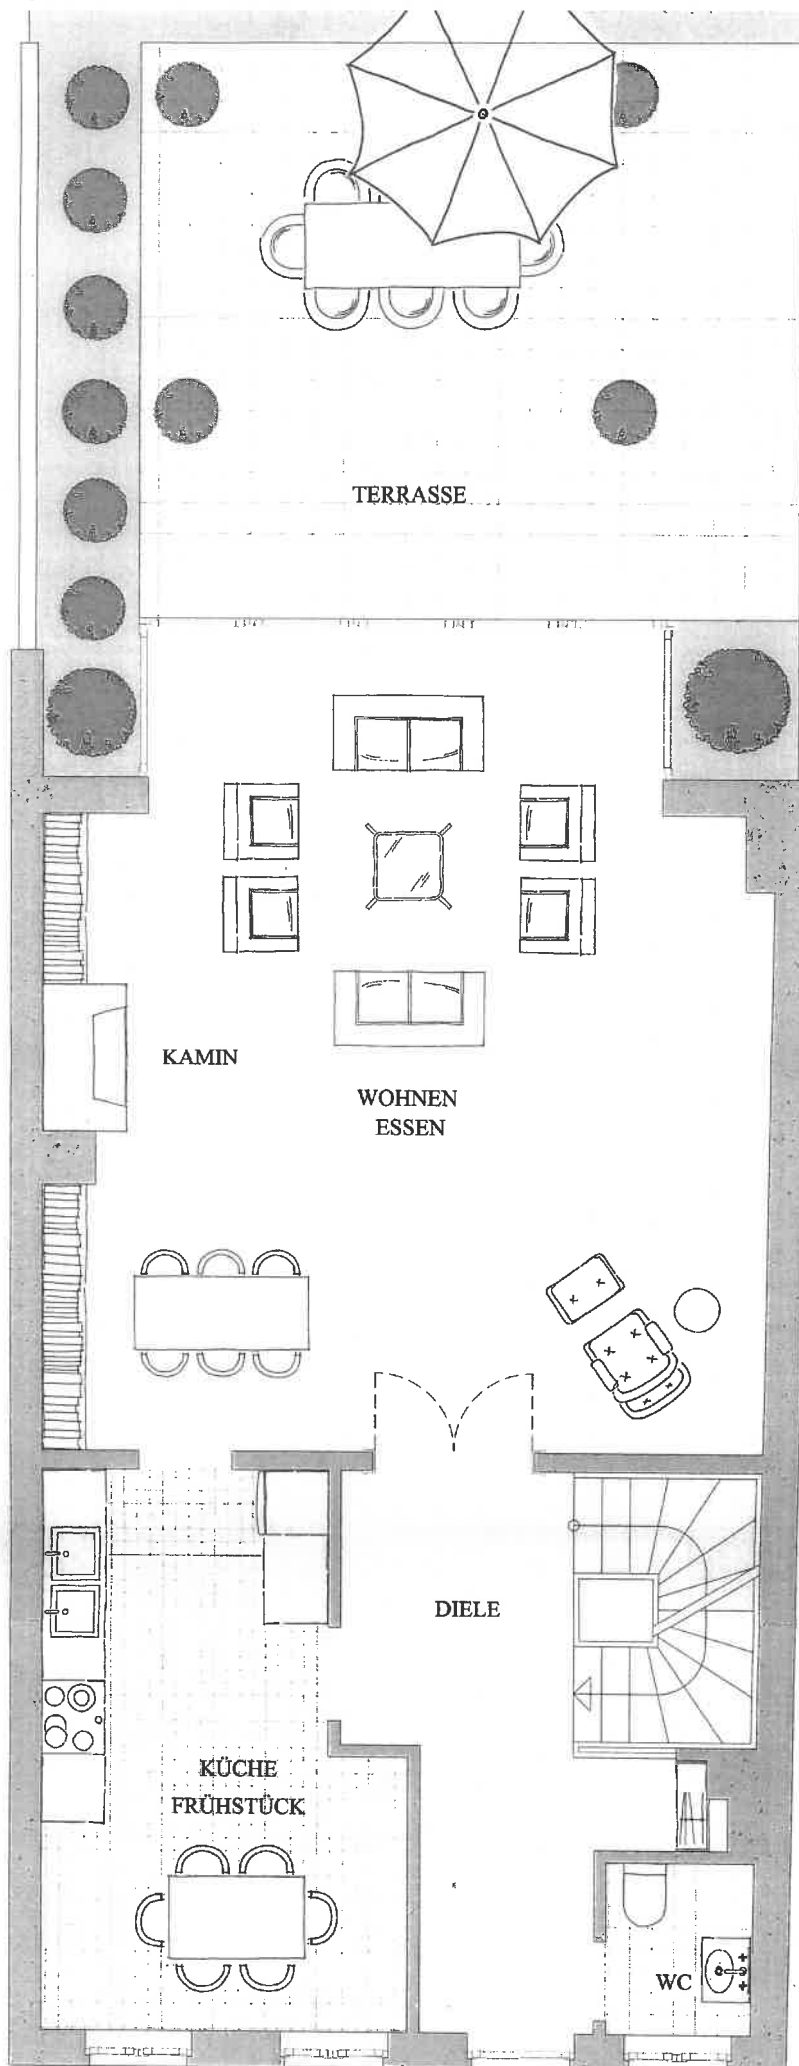 TERRASSE
KAMIN
WOHNEN
ESSEN
DIELE
KÜCHE
FRÜHSTÜCK
WC